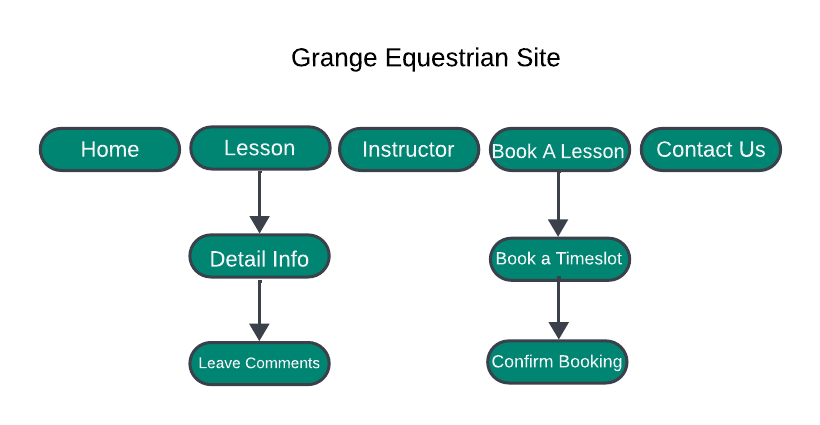 Grange Equestrian Site
Home
Lesson
Instructor
Book A Lesson
Contact Us
Detail Info
Book a Timeslot
Leave Comments
Confirm Booking